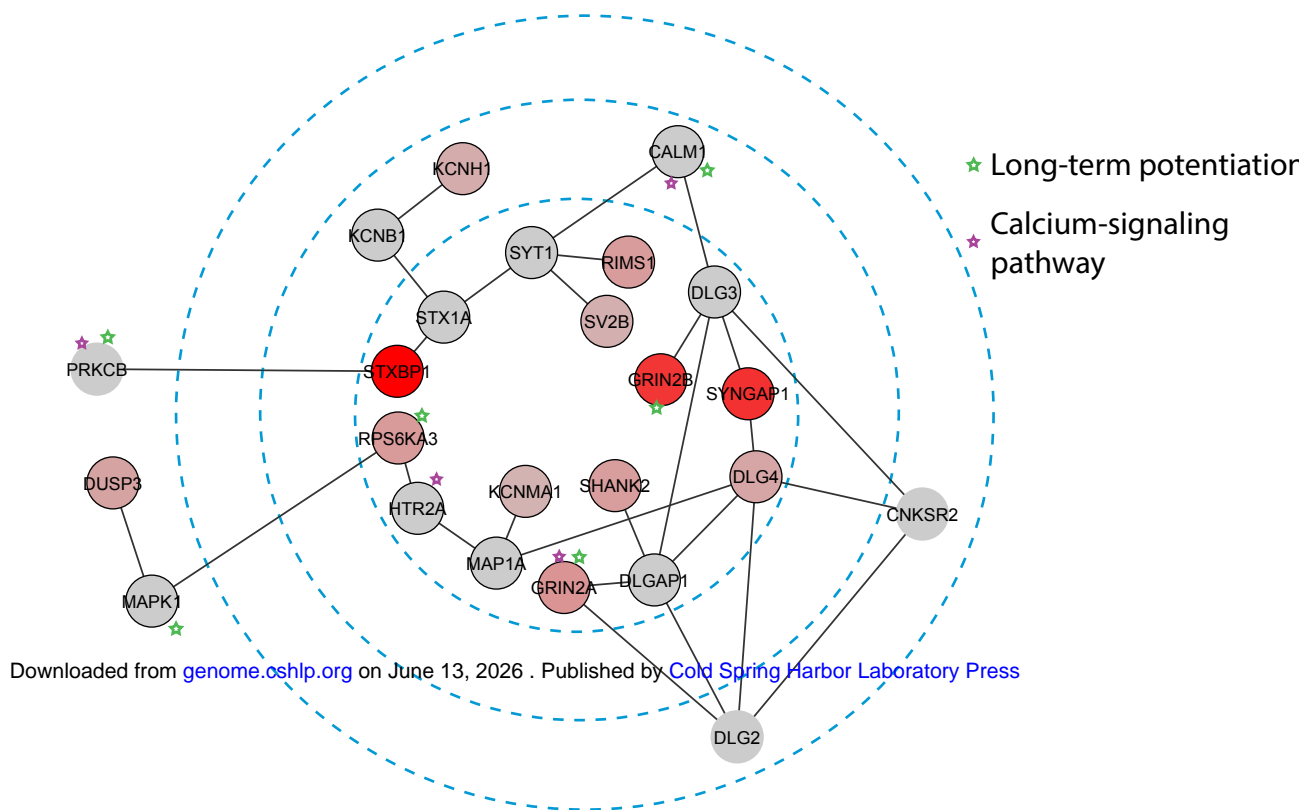 CALM1
Long-term potentiation
KCNH1
Calcium-signaling
pathway
KCNB1
SYT1
RIMS1
DLG3
STX1A
SV2B
PRKCB
STXBP1
GRIN2B
SYNGAP1
RPS6KA3
DUSP3
KCNMA1
SHANK2
DLG4
HTR2A
CNKSR2
MAP1A
GRIN2A
DLGAP1
MAPK1
Downloaded from genome.cshlp.org on June 13, 2026 . Published by Cold Spring Harbor Laboratory Press
DLG2